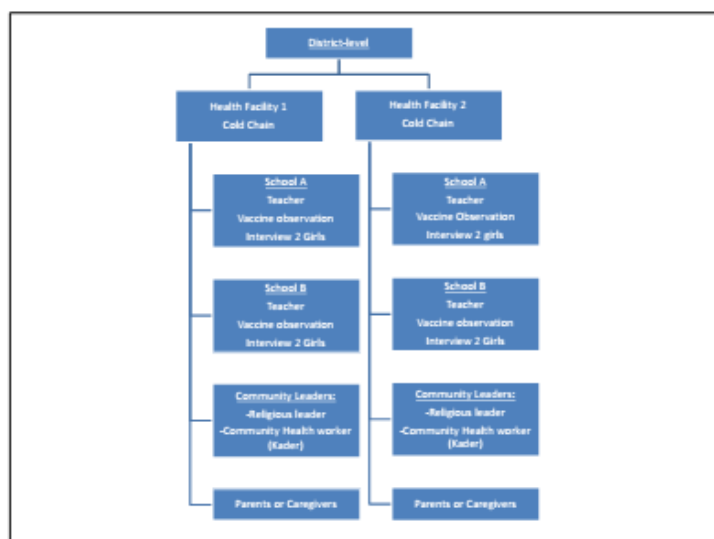 District-level
Health Facility 1
Cold Chain
School A
Teacher
Vaccine observation
Interview 2 Girls
School B
Teacher
Vaccine observation
Interview 2 Girls
Community Leaders:
-Religious leader
-Community Health worker
(Kader)
Parents or Caregivers
Health Facility 2
Cold Chain
School A
Teacher
Vaccine Observation
Interview 2 girls
School B
Teacher
Vaccine observation
Interview 2 Girls
Community Leaders:
-Religious leader
-Community Health worker
(Kader)
Parents or Caregivers